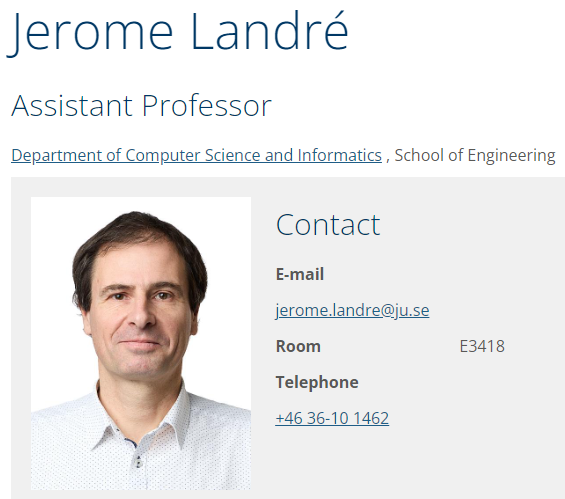 Jerome Landré
Assistant Professor
Department of Computer Science and Informatics , School of Engineering
Contact
E-mail
jerome.landre@ju.se
Room E3418
Telephone
+46 36-10 1462